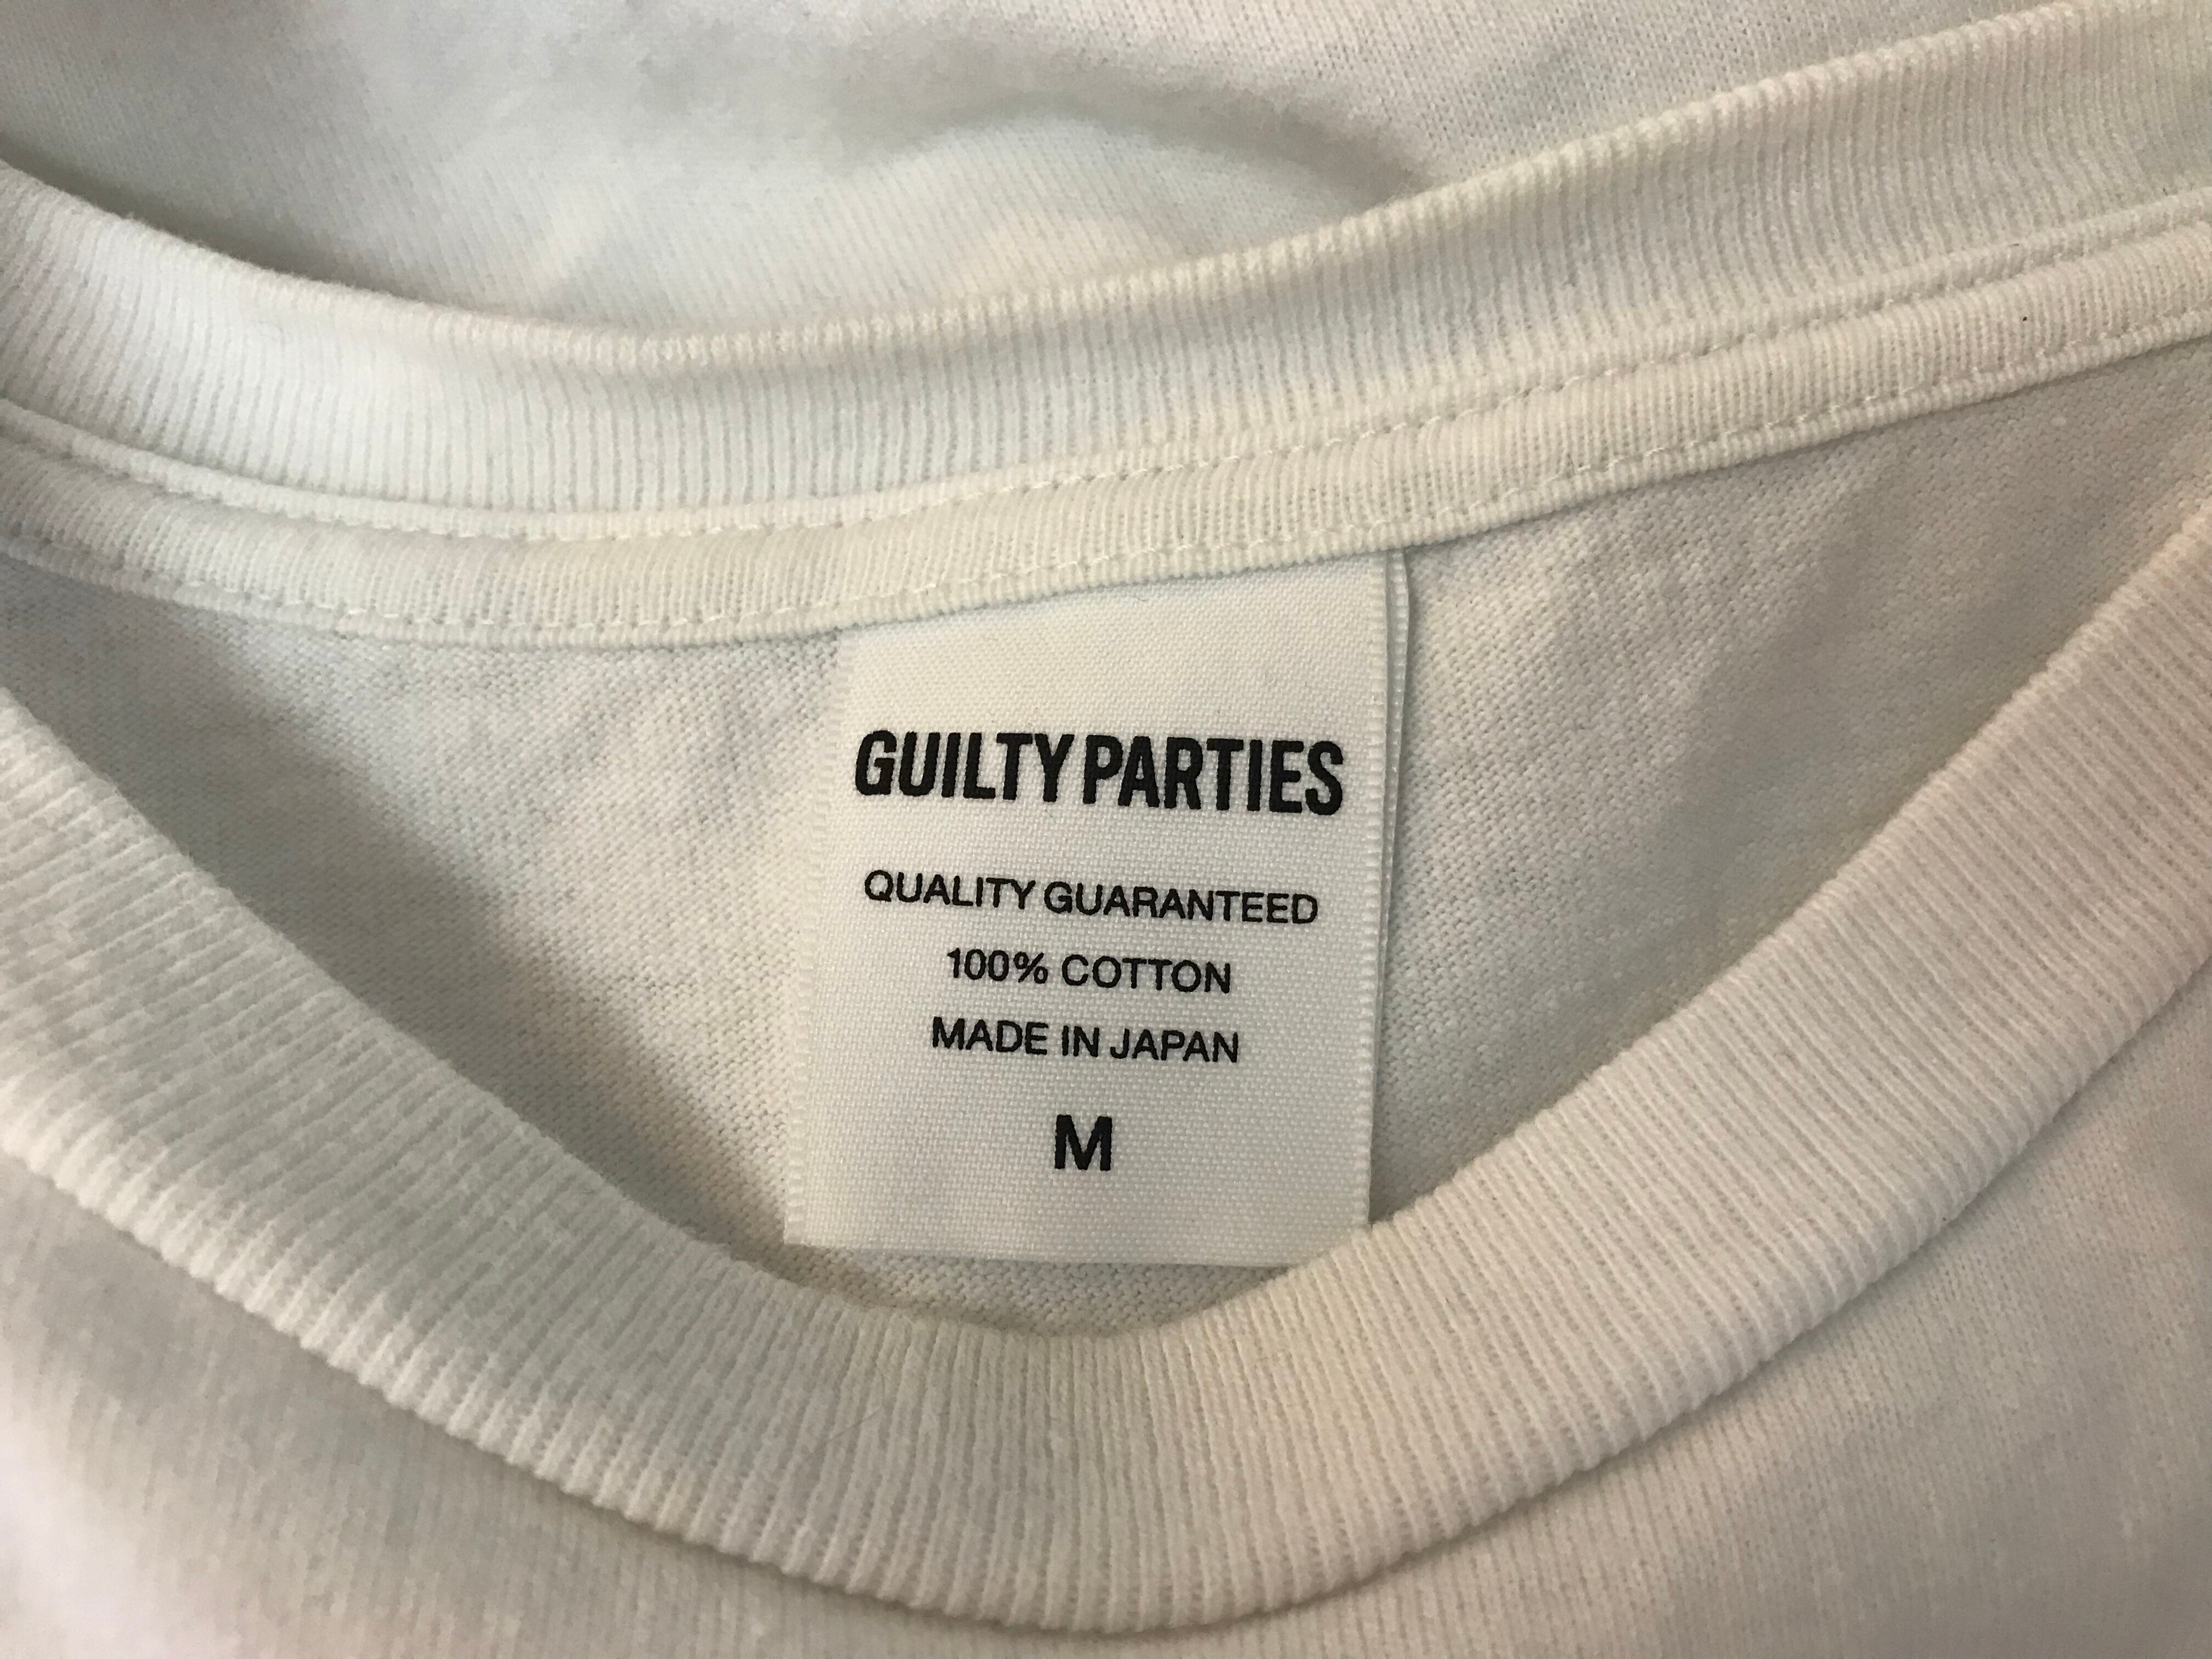 GUILTY PARTIES
QUALITY GUARANTEED
100% COTTON
MADE IN JAPAN
M